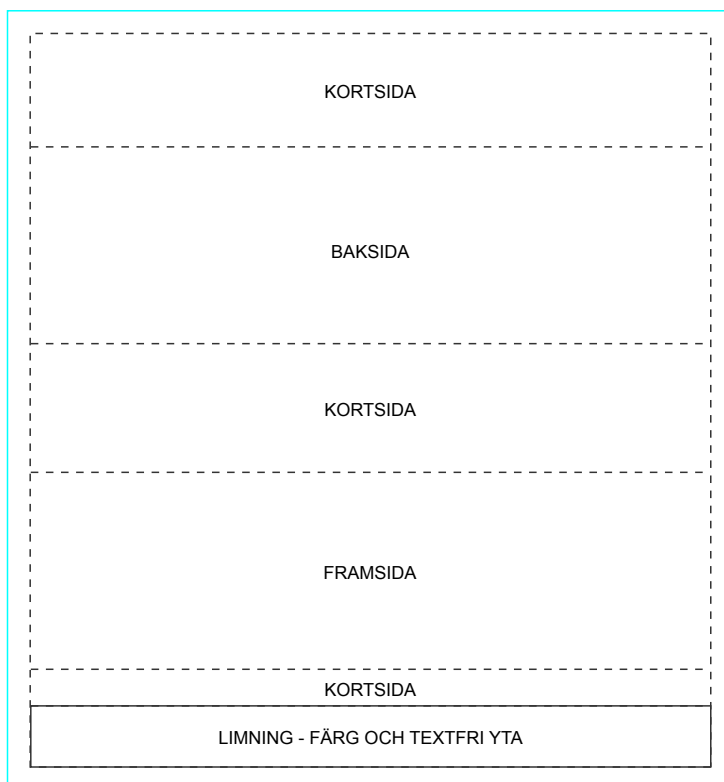 KORTSIDA
BAKSIDA
KORTSIDA
FRAMSIDA
KORTSIDA
LIMNING - FÄRG OCH TEXTFRI YTA